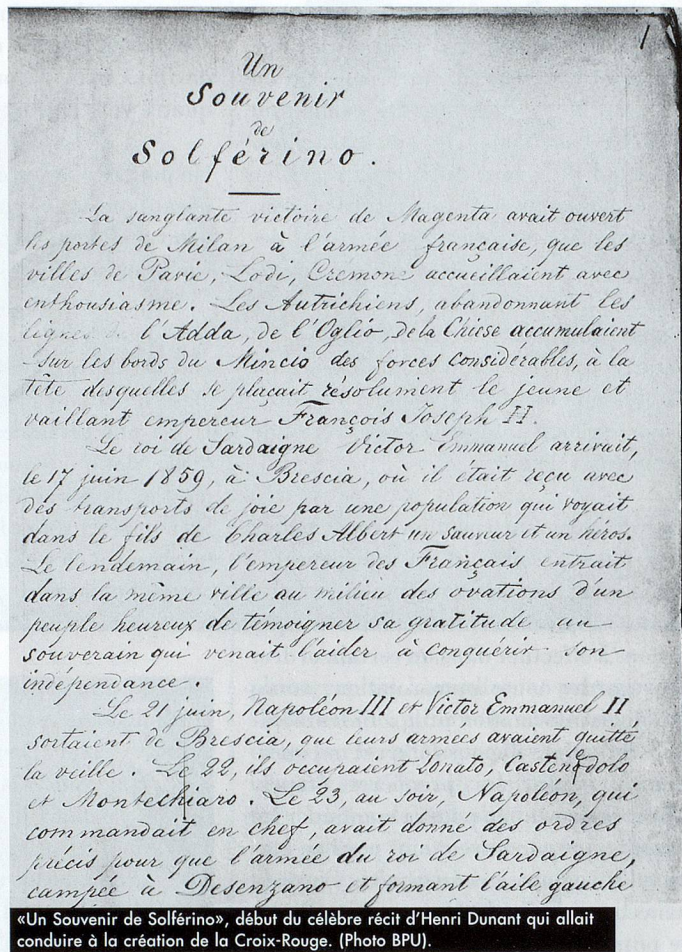 1
Un
Souvenir
de
Solférino.
La sanglante victoire de Magenta avait ouvert
les portes de Milan à l'armée française, que les
villes de Pavie, Lodi, Cremone accueillaient avec
enthousiasme. Les Autrichiens, abandonnant les
lignes de l'Adda, de l'Oglio, de la Chiese accumulaient
sur les bords du Mincio des forces considérables, à la
tête desquelles se plaçait résolument le jeune et
vaillant empereur François Joseph II.
Le roi de Sardaigne Victor Emmanuel arrivait,
le 17 juin 1859, à Brescia, où il était reçu avec
des transports de joie par une population qui voyait
dans le fils de Charles Albert un sauveur et un héros.
Le lendemain, l'empereur des Français entrait
dans la même ville au milieu des ovations d'un
peuple heureux de témoigner sa gratitude au
souverain qui venait l'aider à conquérir son
indépendance.
Le 21 juin, Napoléon III et Victor Emmanuel II
sortaient de Brescia, que leurs armées avaient quitté
la veille. Le 22, ils occupaient Lonato, Castenedolo
et Montechiaro. Le 23, au soir, Napoléon, qui
commandait en chef, avait donné des ordres
précis pour que l'armée du roi de Sardaigne,
campée à Desenzano et formant l'aile gauche
«Un Souvenir de Solférino», début du célèbre récit d'Henri Dunant qui allait
conduire à la création de la Croix-Rouge. (Photo BPU).